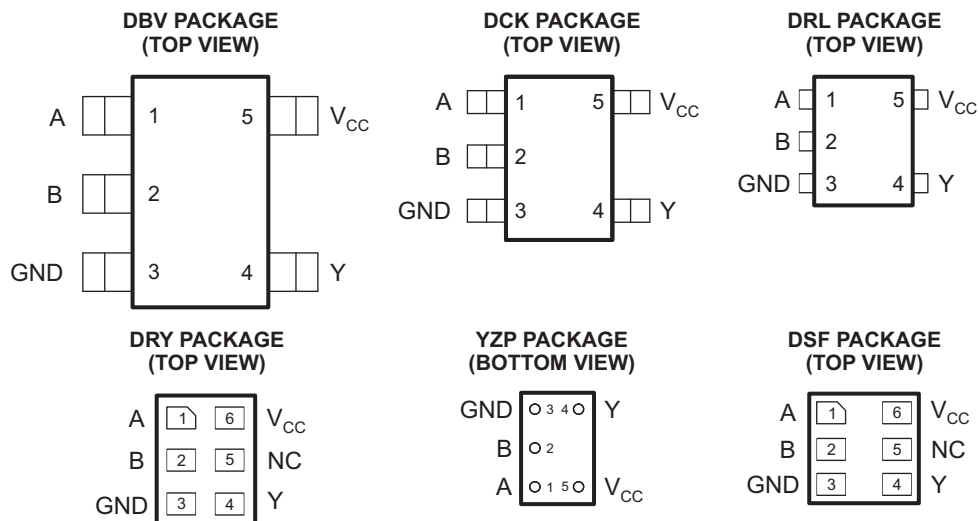 DBV PACKAGE
(TOP VIEW)
A 1 5 VCC
B 2
GND 3 4 Y
DCK PACKAGE
(TOP VIEW)
A 1 5 VCC
B 2
GND 3 4 Y
DRL PACKAGE
(TOP VIEW)
A 1 5 VCC
B 2
GND 3 4 Y
DRY PACKAGE
(TOP VIEW)
A 1 6 VCC
B 2 5 NC
GND 3 4 Y
YZP PACKAGE
(BOTTOM VIEW)
GND 3 4 Y
B 2
A 1 5 VCC
DSF PACKAGE
(TOP VIEW)
A 1 6 VCC
B 2 5 NC
GND 3 4 Y